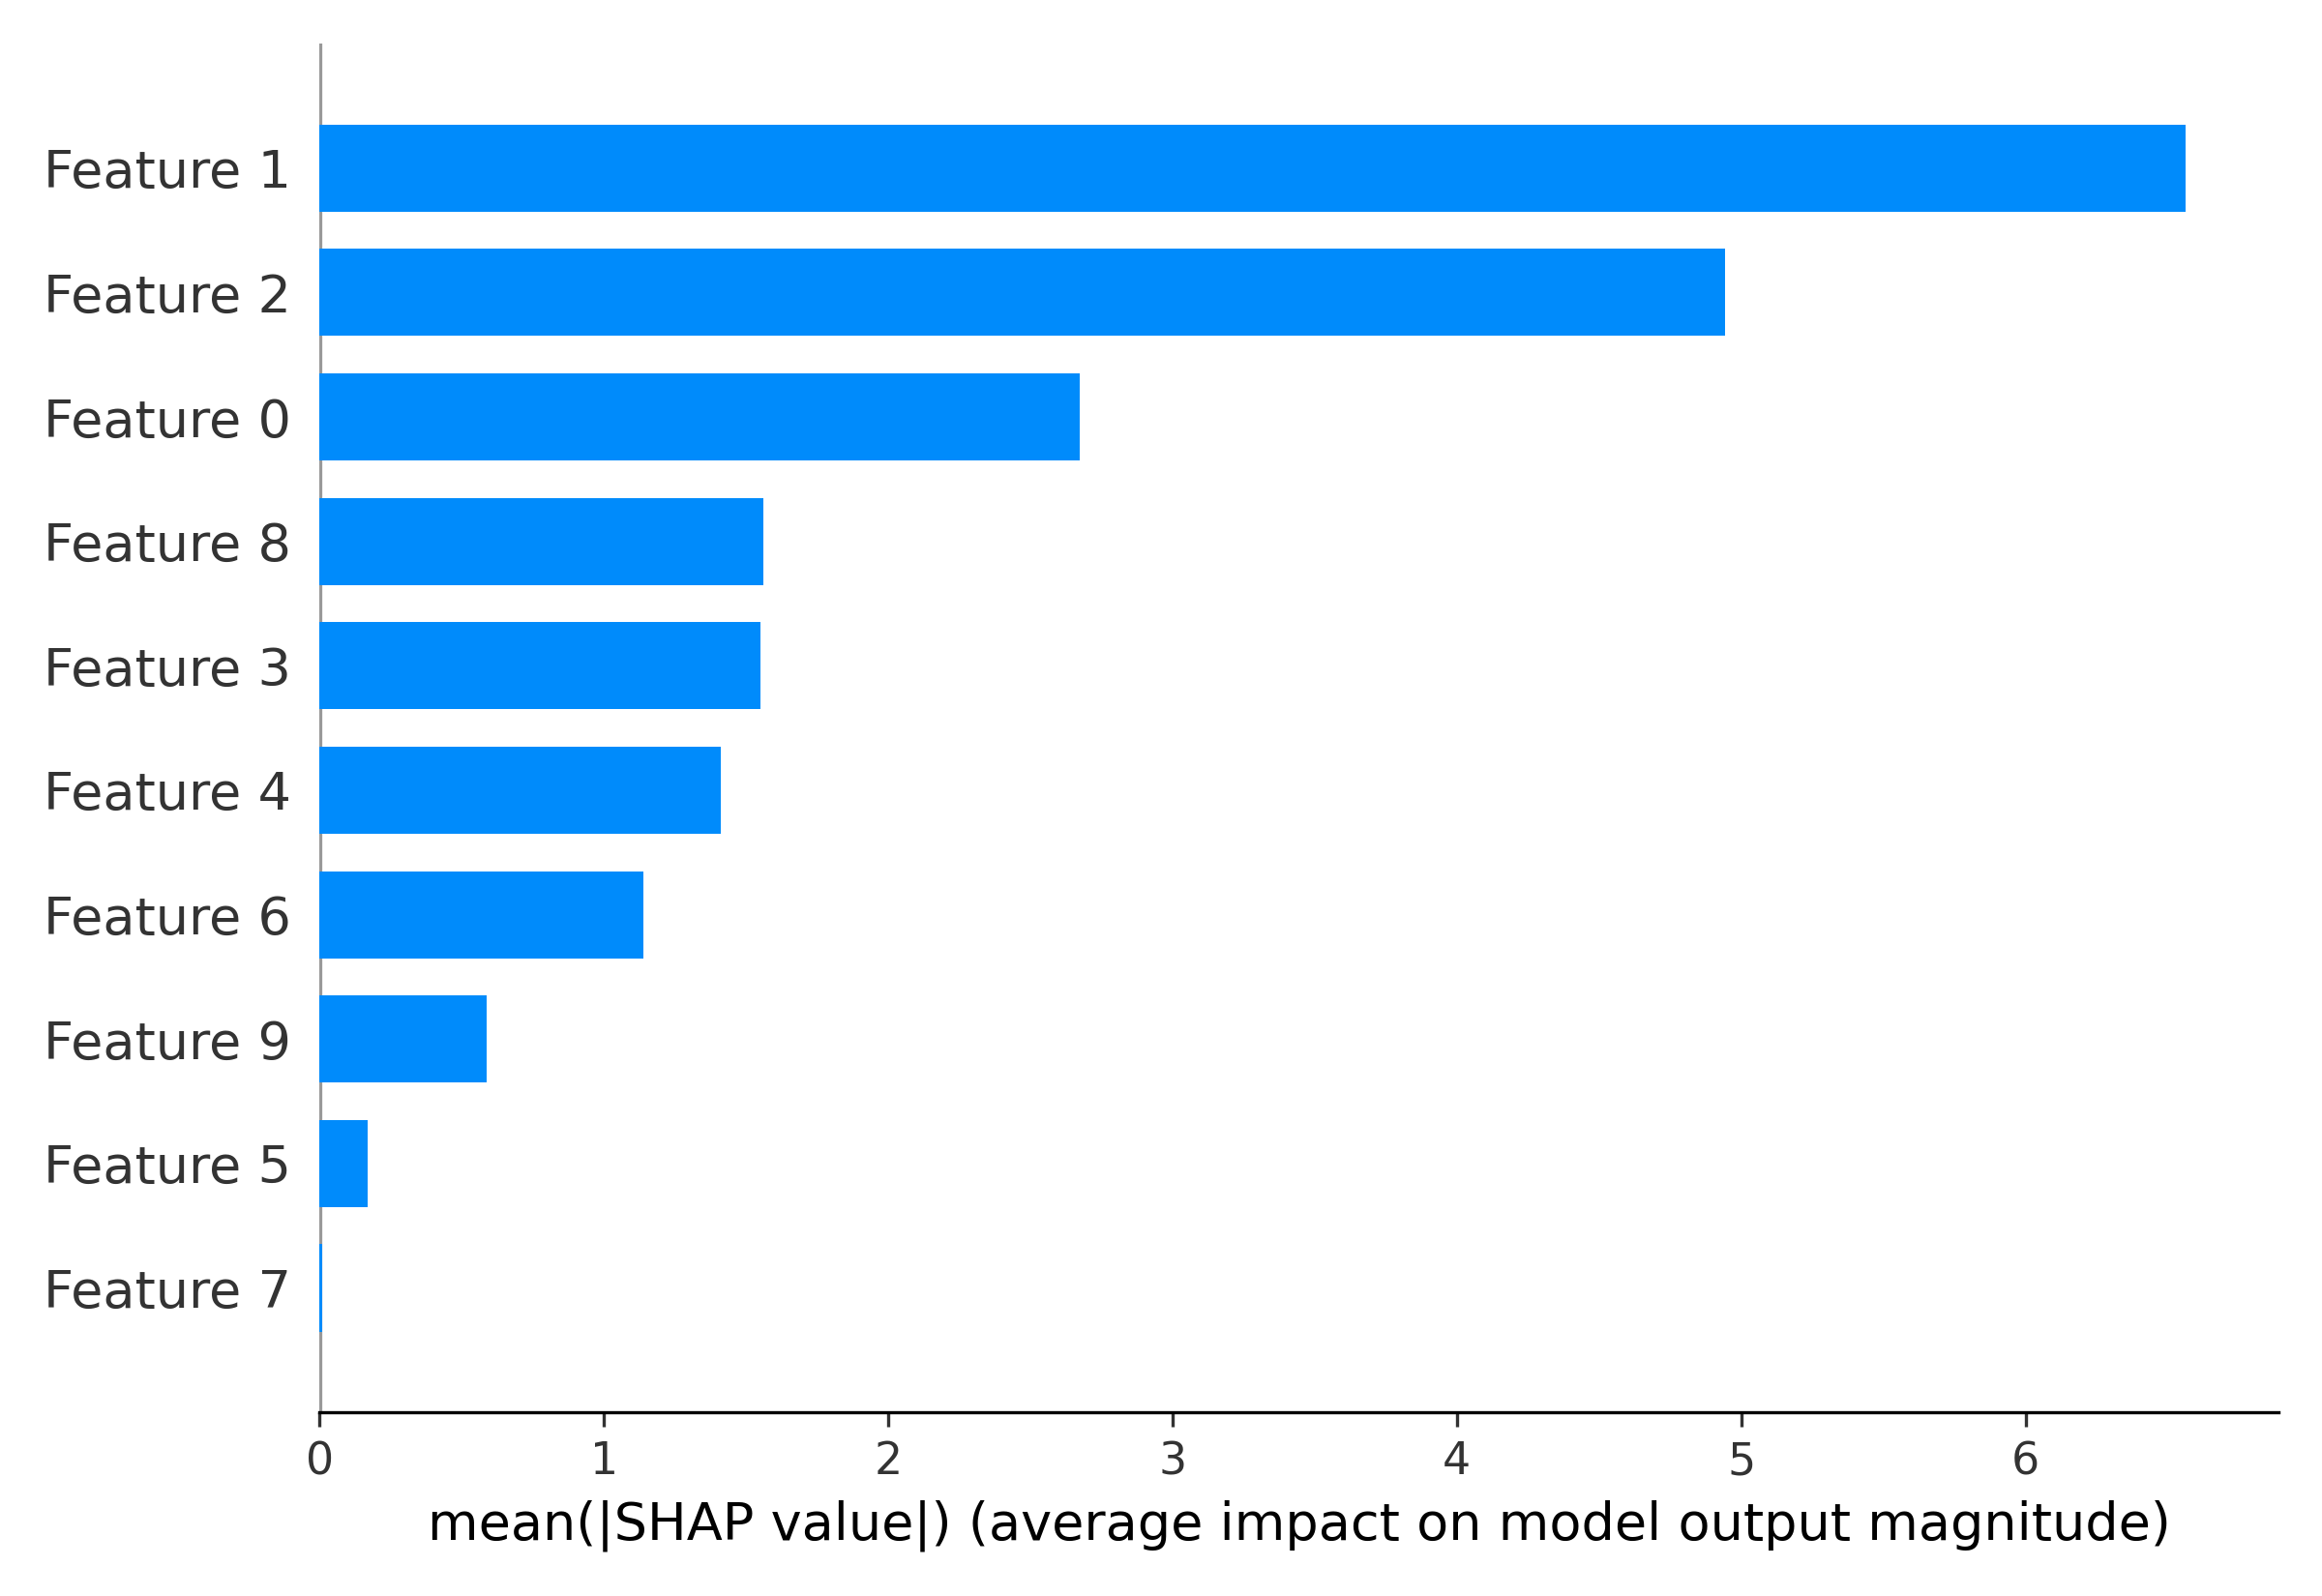 Feature 1
Feature 2
Feature 0
Feature 8
Feature 3
Feature 4
Feature 6
Feature 9
Feature 5
Feature 7
0 1 2 3 4 5 6
mean(|SHAP value|) (average impact on model output magnitude)